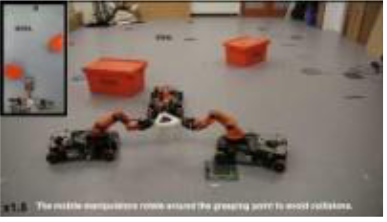 x1.5 The mobile manipulators rotate around the grasping point to avoid collisions.